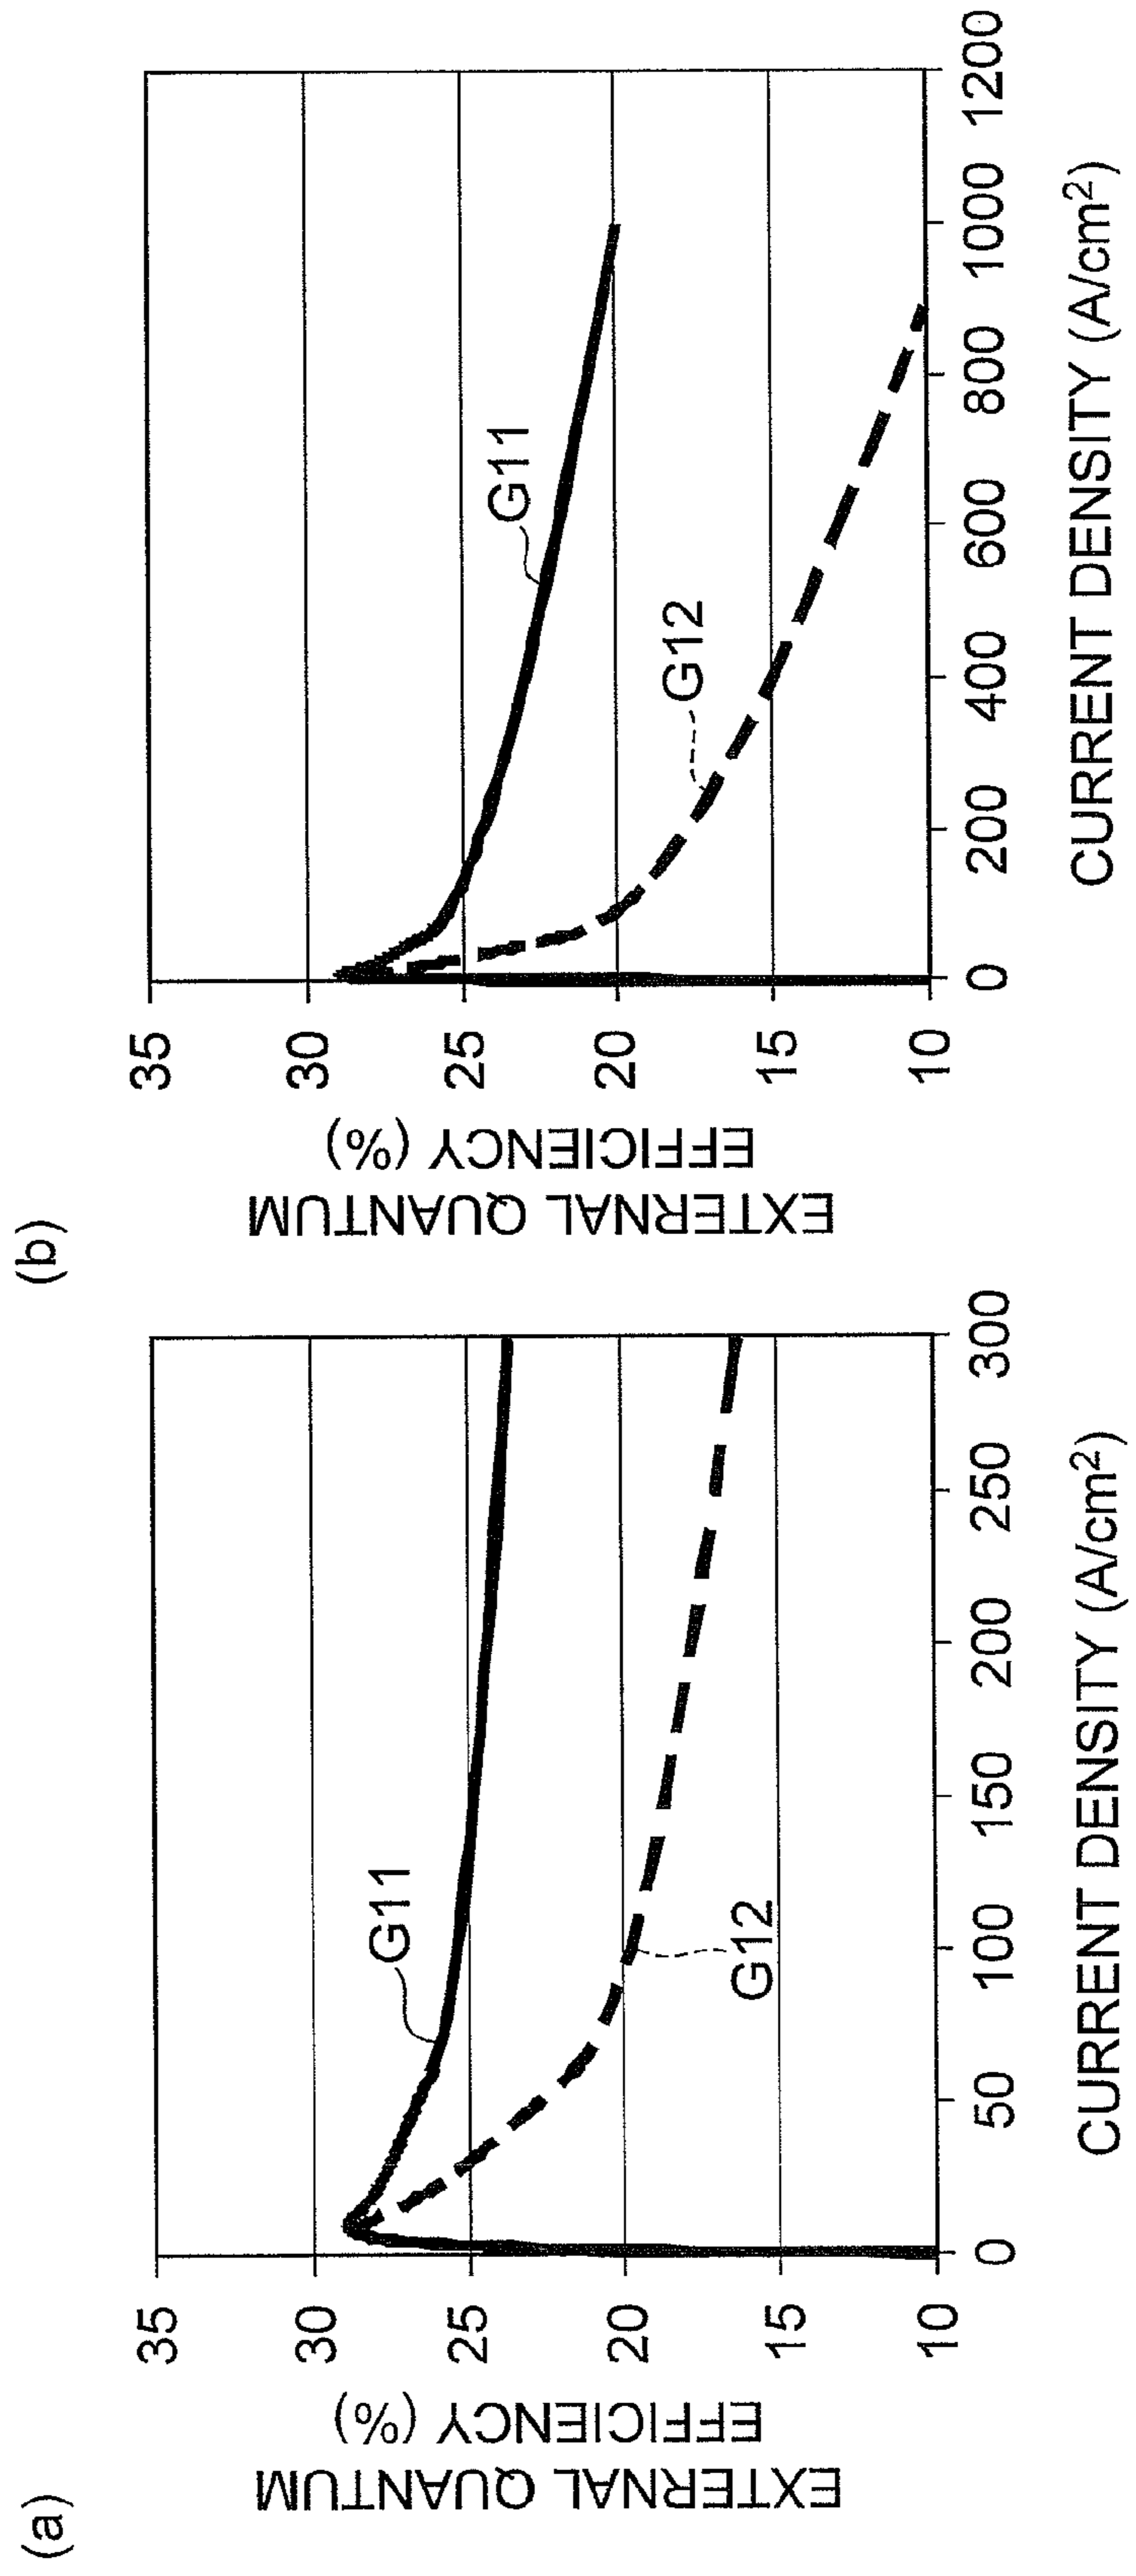 (a)
EXTERNAL QUANTUM
EFFICIENCY (%)
35
30
25
20
15
10
G11
G12
0 50 100 150 200 250 300
CURRENT DENSITY (A/cm²)
(b)
EXTERNAL QUANTUM
EFFICIENCY (%)
35
30
25
20
15
10
G11
G12
0 200 400 600 800 1000 1200
CURRENT DENSITY (A/cm²)